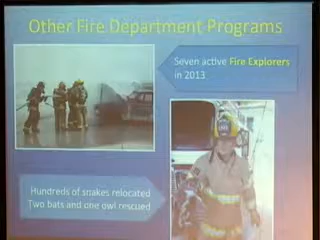 Other Fire Department Programs
Seven active Fire Explorers
in 2013
Hundreds of snakes relocated
Two bats and one owl rescued